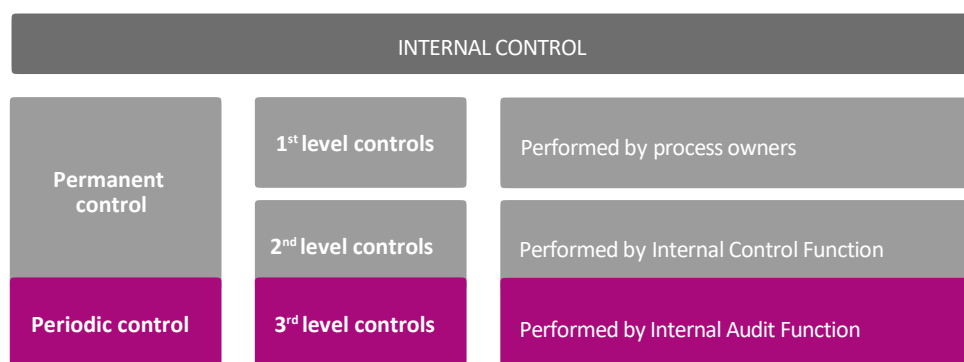 INTERNAL CONTROL
Permanent
control
1st level controls
Performed by process owners
2nd level controls
Performed by Internal Control Function
Periodic control
3rd level controls
Performed by Internal Audit Function